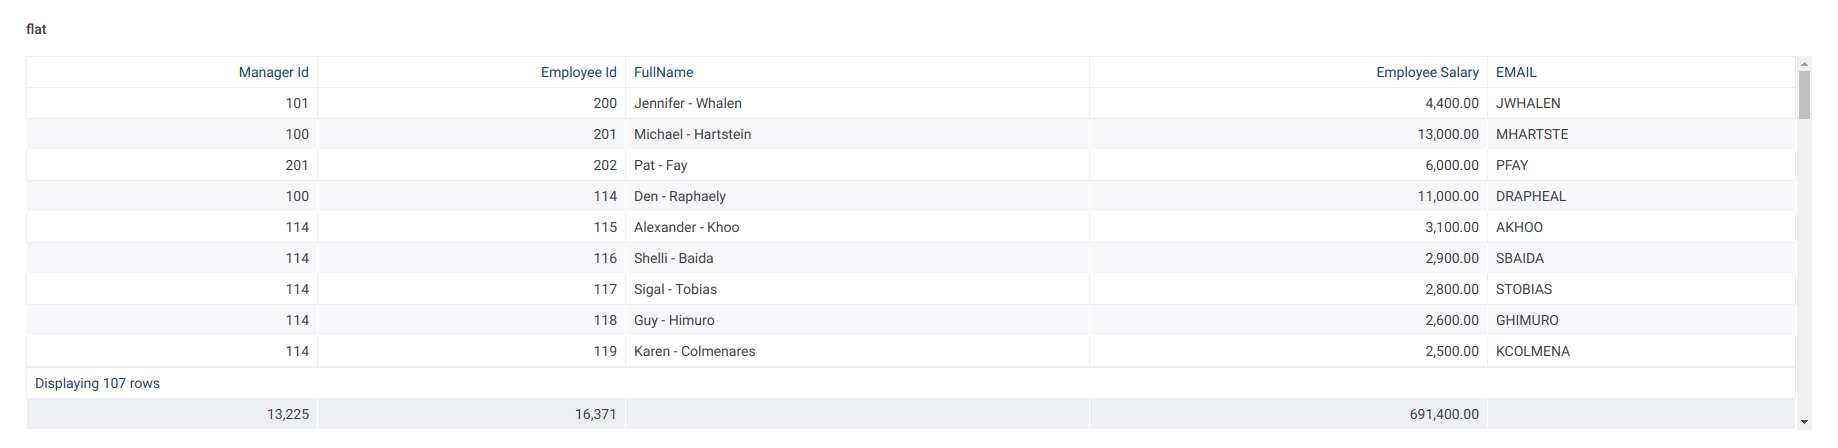 flat
Manager Id Employee Id FullName Employee Salary EMAIL
101 200 Jennifer - Whalen 4,400.00 JWHALEN
100 201 Michael - Hartstein 13,000.00 MHARTSTE
201 202 Pat - Fay 6,000.00 PFAY
100 114 Den - Raphaely 11,000.00 DRAPHEAL
114 115 Alexander - Khoo 3,100.00 AKHOO
114 116 Shelli - Baida 2,900.00 SBAIDA
114 117 Sigal - Tobias 2,800.00 STOBIAS
114 118 Guy - Himuro 2,600.00 GHIMURO
114 119 Karen - Colmenares 2,500.00 KCOLMENA
Displaying 107 rows
13,225 16,371 691,400.00